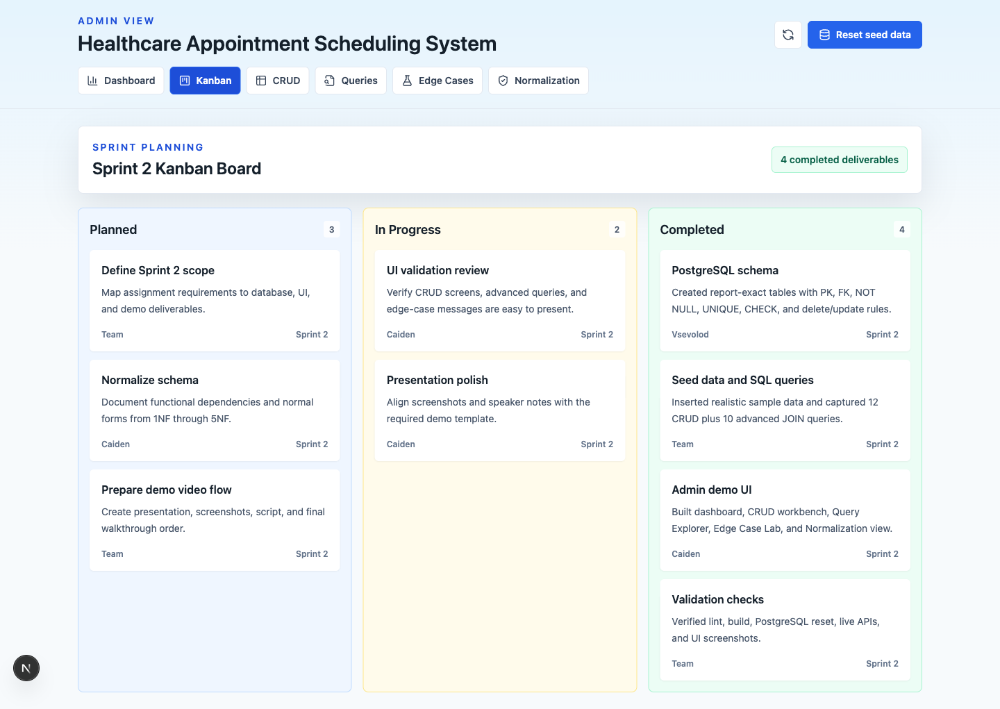 ADMIN VIEW
Healthcare Appointment Scheduling System
Reset seed data
Dashboard
Kanban
CRUD
Queries
Edge Cases
Normalization
SPRINT PLANNING
Sprint 2 Kanban Board
4 completed deliverables
Planned
3
Define Sprint 2 scope
Map assignment requirements to database, UI,
and demo deliverables.
Team
Sprint 2
Normalize schema
Document functional dependencies and normal
forms from 1NF through 5NF.
Caiden
Sprint 2
Prepare demo video flow
Create presentation, screenshots, script, and final
walkthrough order.
Team
Sprint 2
In Progress
2
UI validation review
Verify CRUD screens, advanced queries, and
edge-case messages are easy to present.
Caiden
Sprint 2
Presentation polish
Align screenshots and speaker notes with the
required demo template.
Caiden
Sprint 2
Completed
4
PostgreSQL schema
Created report-exact tables with PK, FK, NOT
NULL, UNIQUE, CHECK, and delete/update rules.
Vsevolod
Sprint 2
Seed data and SQL queries
Inserted realistic sample data and captured 12
CRUD plus 10 advanced JOIN queries.
Team
Sprint 2
Admin demo UI
Built dashboard, CRUD workbench, Query
Explorer, Edge Case Lab, and Normalization view.
Caiden
Sprint 2
Validation checks
Verified lint, build, PostgreSQL reset, live APIs,
and UI screenshots.
Team
Sprint 2
N